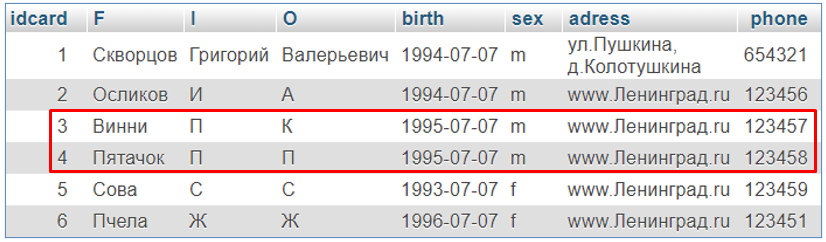 idcard F I O birth sex adress phone
1 Скворцов Григорий Валерьевич 1994-07-07 m ул.Пушкина, д.Колотушкина 654321
2 Осликов И А 1994-07-07 m www.Ленинград.ru 123456
3 Винни П К 1995-07-07 m www.Ленинград.ru 123457
4 Пятачок П П 1995-07-07 m www.Ленинград.ru 123458
5 Сова С С 1993-07-07 f www.Ленинград.ru 123459
6 Пчела Ж Ж 1996-07-07 f www.Ленинград.ru 123451